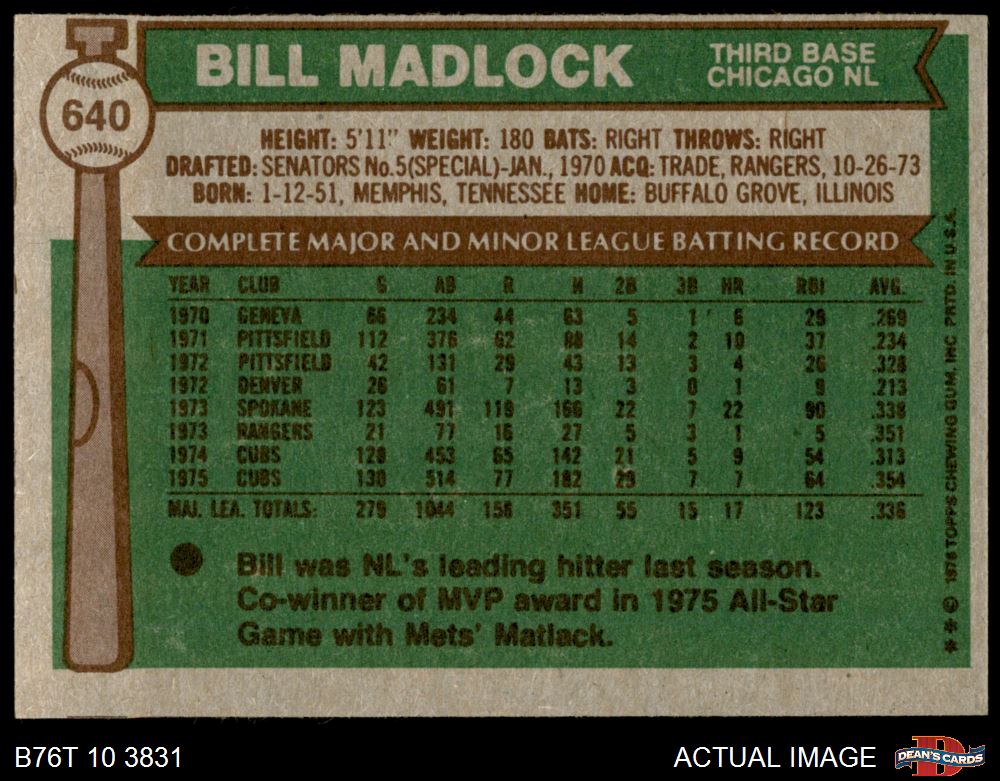 BILL MADLOCK
THIRD BASE
CHICAGO NL
640
HEIGHT: 5'11" WEIGHT: 180 BATS: RIGHT THROWS: RIGHT
DRAFTED: SENATORS No.5(SPECIAL)-JAN., 1970 ACQ: TRADE, RANGERS, 10-26-73
BORN: 1-12-51, MEMPHIS, TENNESSEE HOME: BUFFALO GROVE, ILLINOIS
COMPLETE MAJOR AND MINOR LEAGUE BATTING RECORD
YEAR CLUB G AB R H 2B 3B HR RBI AVG.
1970 GENEVA 66 234 44 63 5 1 6 29 .269
1971 PITTSFIELD 112 376 62 88 14 2 10 37 .234
1972 PITTSFIELD 42 131 29 43 13 3 4 26 .328
1972 DENVER 26 61 7 13 3 0 1 9 .213
1973 SPOKANE 123 491 119 166 22 7 22 90 .338
1973 RANGERS 21 77 16 27 5 3 1 5 .351
1974 CUBS 128 453 65 142 21 5 9 54 .313
1975 CUBS 130 514 77 182 29 7 7 64 .354
MAJ. LEA. TOTALS: 279 1044 158 351 55 15 17 123 .336
● Bill was NL's leading hitter last season.
Co-winner of MVP award in 1975 All-Star
Game with Mets' Matlack.
** © 1976 TOPPS CHEWING GUM, INC PRTD. IN U.S.A.
B76T 10 3831
ACTUAL IMAGE
D
DEAN'S CARDS